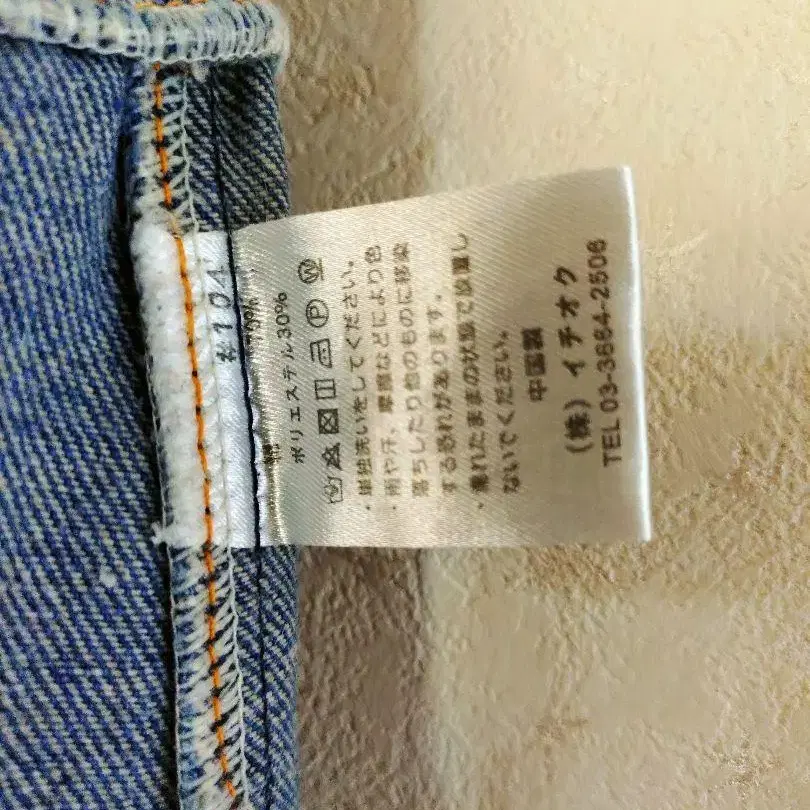 #104
綿 70%
ポリエステル30%
・単独洗いをしてください。
・雨や汗、摩擦などにより色
落ちしたり他のものに移染
する恐れがあります。
・濡れたままの状態で放置し
ないでください。
中国製
(株)イチオク
TEL 03-3864-2506